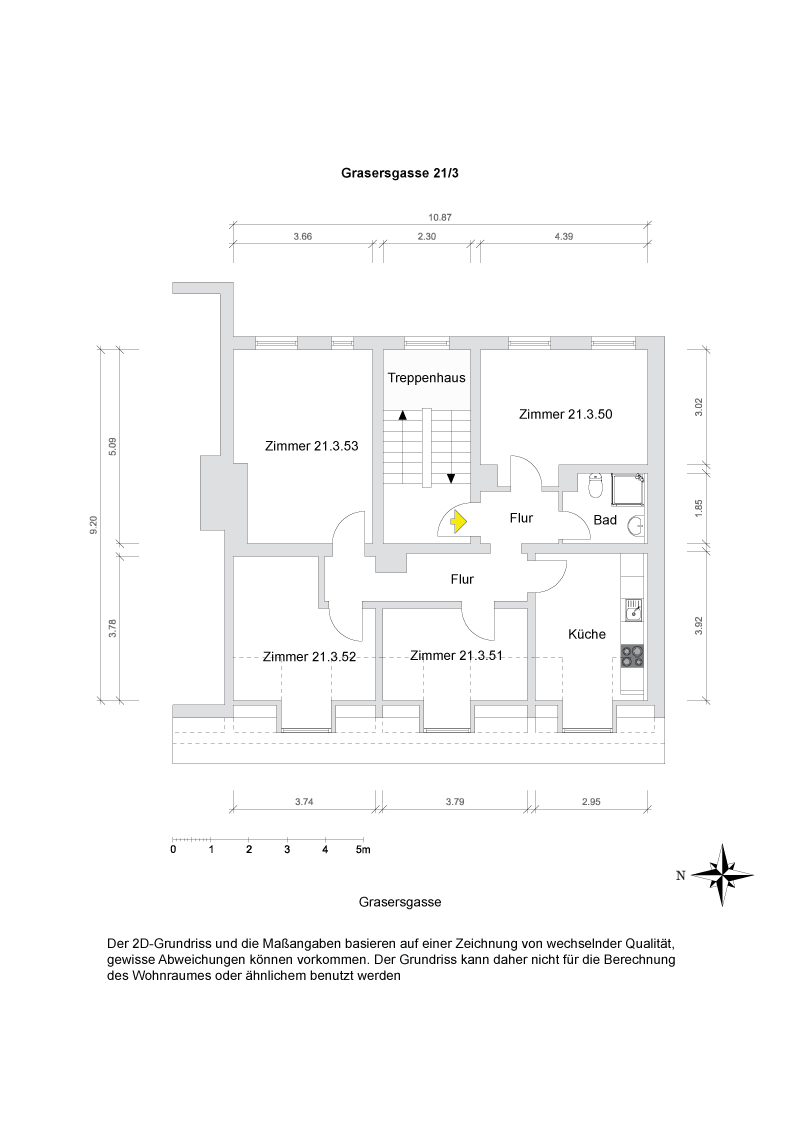 Grasersgasse 21/3
10.87
3.66
2.30
4.39
Treppenhaus
Zimmer 21.3.50
3.02
5.09
Zimmer 21.3.53
9.20
1.85
Flur
Bad
Flur
3.78
3.92
Küche
Zimmer 21.3.52
Zimmer 21.3.51
3.74
3.79
2.95
0 1 2 3 4 5m
N
Grasersgasse
Der 2D-Grundriss und die Maßangaben basieren auf einer Zeichnung von wechselnder Qualität,
gewisse Abweichungen können vorkommen. Der Grundriss kann daher nicht für die Berechnung
des Wohnraumes oder ähnlichem benutzt werden